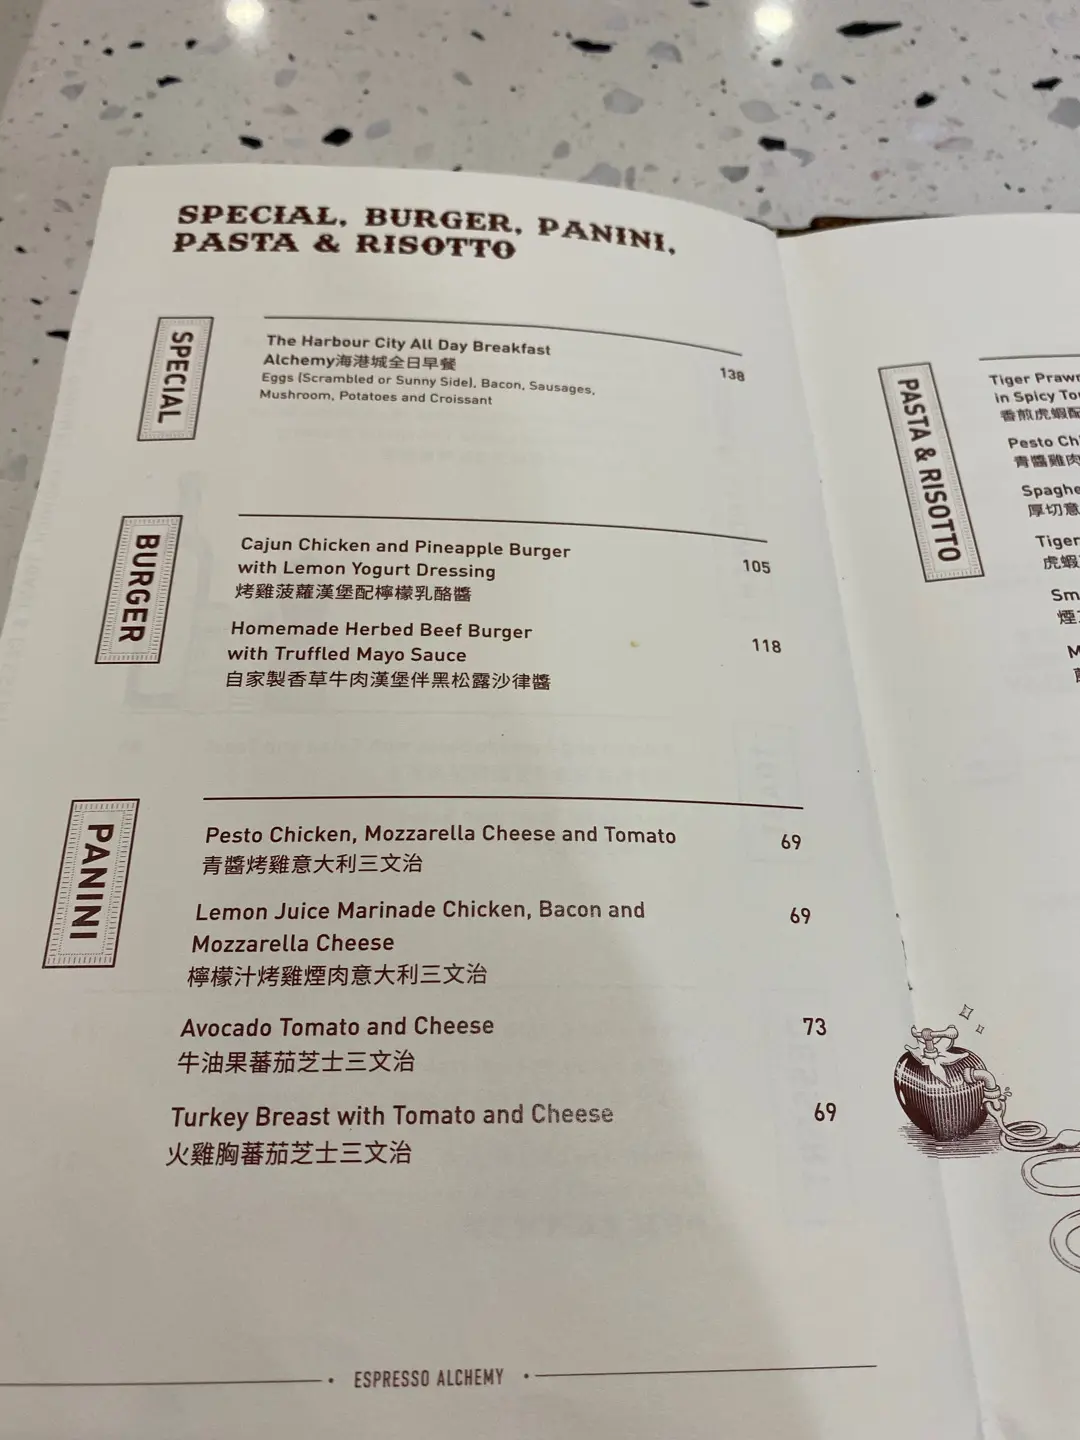 SPECIAL, BURGER, PANINI,
PASTA & RISOTTO
SPECIAL
The Harbour City All Day Breakfast
Alchemy海港城全日早餐
138
Eggs (Scrambled or Sunny Side), Bacon, Sausages,
Mushroom, Potatoes and Croissant
BURGER
Cajun Chicken and Pineapple Burger
with Lemon Yogurt Dressing
105
烤雞菠蘿漢堡配檸檬乳酪醬
Homemade Herbed Beef Burger
with Truffled Mayo Sauce
118
自家製香草牛肉漢堡伴黑松露沙律醬
PANINI
Pesto Chicken, Mozzarella Cheese and Tomato
69
青醬烤雞意大利三文治
Lemon Juice Marinade Chicken, Bacon and
69
Mozzarella Cheese
檸檬汁烤雞煙肉意大利三文治
Avocado Tomato and Cheese
73
牛油果蕃茄芝士三文治
Turkey Breast with Tomato and Cheese
69
火雞胸蕃茄芝士三文治
ESPRESSO ALCHEMY
PASTA & RISOTTO
Tiger Prawn
in Spicy
香煎虎蝦配
Pesto
青醬雞肉
厚切意
Tiger
虎蝦